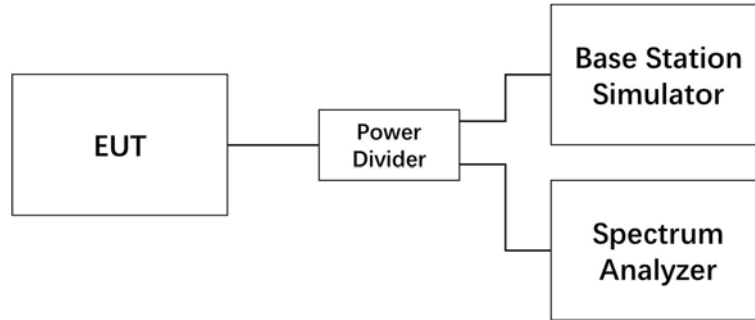 EUT
Power
Divider
Base Station
Simulator
Spectrum
Analyzer